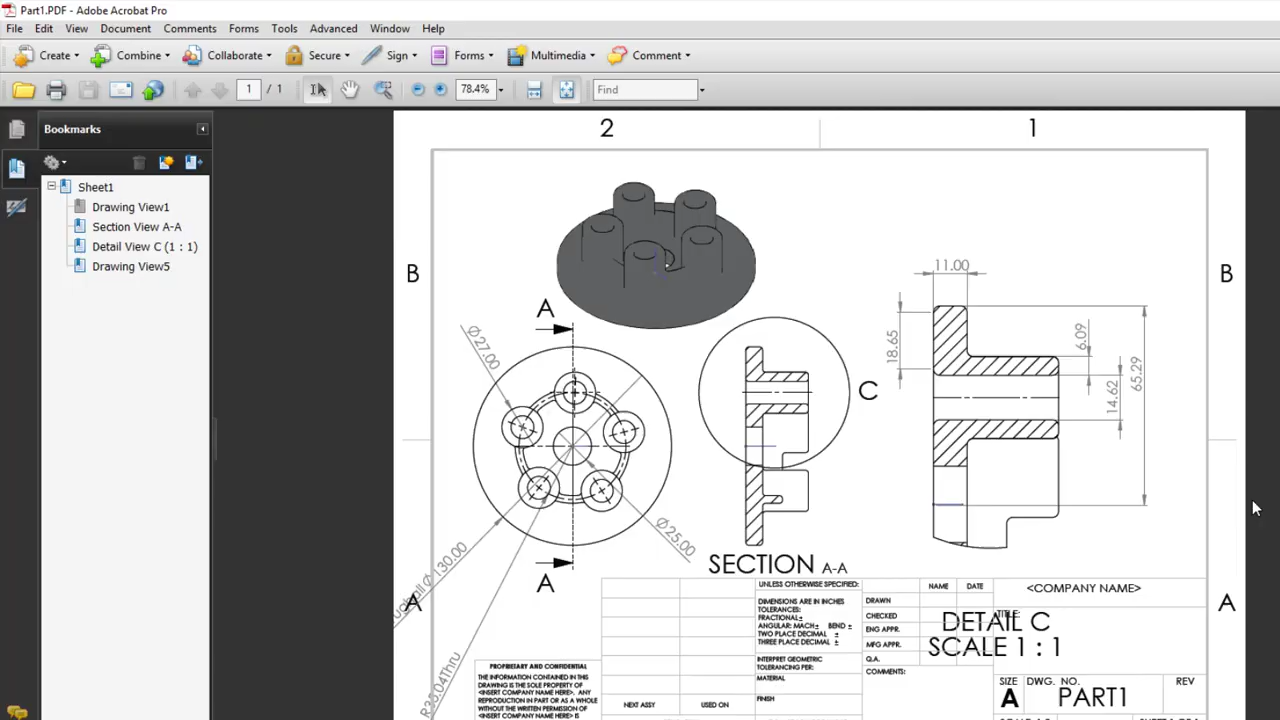 Part1.PDF - Adobe Acrobat Pro
File Edit View Document Comments Forms Tools Advanced Window Help
Create Combine Collaborate Secure Sign Forms Multimedia Comment
1 / 1 78.4% Find
Bookmarks
Sheet1
Drawing View1
Section View A-A
Detail View C (1 : 1)
Drawing View5
2 1
B B
A
Ø27.00
Ø25.00
Ø130.00
R35.04Thru
A
C
SECTION A-A
11.00
18.65
6.09
14.62
65.29
A A
DETAIL C
SCALE 1 : 1
UNLESS OTHERWISE SPECIFIED:
DIMENSIONS ARE IN INCHES
TOLERANCES:
FRACTIONAL±
ANGULAR: MACH± BEND ±
TWO PLACE DECIMAL ±
THREE PLACE DECIMAL ±
INTERPRET GEOMETRIC
TOLERANCING PER:
MATERIAL
FINISH
NAME DATE
DRAWN
CHECKED
ENG APPR.
MFG APPR.
Q.A.
COMMENTS:
<COMPANY NAME>
TITLE:
SIZE DWG. NO. REV
A PART1
PROPRIETARY AND CONFIDENTIAL
THE INFORMATION CONTAINED IN THIS
DRAWING IS THE SOLE PROPERTY OF
<INSERT COMPANY NAME HERE>. ANY
REPRODUCTION IN PART OR AS A WHOLE
WITHOUT THE WRITTEN PERMISSION OF
NEXT ASSY USED ON